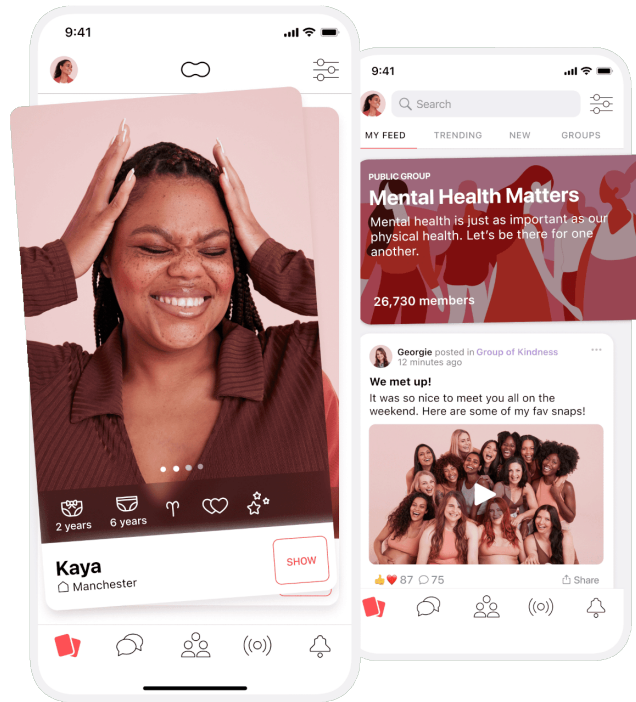 9:41
2 years
6 years
Kaya
Manchester
SHOW
9:41
Search
MY FEED
TRENDING
NEW
GROUPS
PUBLIC GROUP
Mental Health Matters
Mental health is just as important as our
physical health. Let's be there for one
another.
26,730 members
Georgie posted in Group of Kindness
12 minutes ago
We met up!
It was so nice to meet you all on the
weekend. Here are some of my fav snaps!
87
75
Share